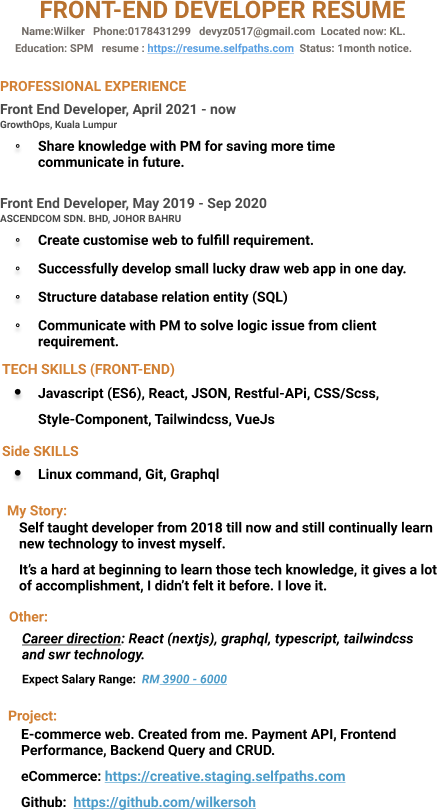 FRONT-END DEVELOPER RESUME
Name:Wilker Phone:0178431299 devyz0517@gmail.com Located now: KL.
Education: SPM resume : https://resume.selfpaths.com Status: 1month notice.
PROFESSIONAL EXPERIENCE
Front End Developer, April 2021 - now
GrowthOps, Kuala Lumpur
◦ Share knowledge with PM for saving more time
communicate in future.
Front End Developer, May 2019 - Sep 2020
ASCENDCOM SDN. BHD, JOHOR BAHRU
◦ Create customise web to fulfill requirement.
◦ Successfully develop small lucky draw web app in one day.
◦ Structure database relation entity (SQL)
◦ Communicate with PM to solve logic issue from client
requirement.
TECH SKILLS (FRONT-END)
• Javascript (ES6), React, JSON, Restful-APi, CSS/Scss,
Style-Component, Tailwindcss, VueJs
Side SKILLS
• Linux command, Git, Graphql
My Story:
Self taught developer from 2018 till now and still continually learn
new technology to invest myself.
It's a hard at beginning to learn those tech knowledge, it gives a lot
of accomplishment, I didn't felt it before. I love it.
Other:
Career direction: React (nextjs), graphql, typescript, tailwindcss
and swr technology.
Expect Salary Range: RM 3900 - 6000
Project:
E-commerce web. Created from me. Payment API, Frontend
Performance, Backend Query and CRUD.
eCommerce: https://creative.staging.selfpaths.com
Github: https://github.com/wilkersoh